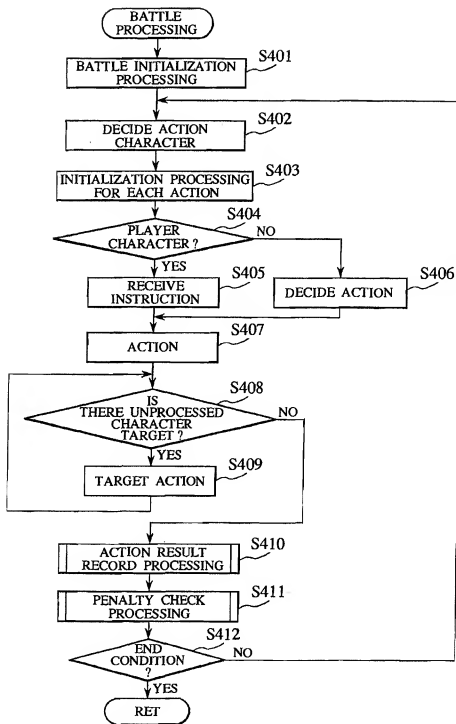 BATTLE
PROCESSING
S401
BATTLE INITIALIZATION
PROCESSING
S402
DECIDE ACTION
CHARACTER
S403
INITIALIZATION PROCESSING
FOR EACH ACTION
S404
PLAYER
CHARACTER ?
NO
YES
S405
RECEIVE
INSTRUCTION
S406
DECIDE ACTION
S407
ACTION
S408
IS
THERE UNPROCESSED
CHARACTER
TARGET ?
NO
YES
S409
TARGET ACTION
S410
ACTION RESULT
RECORD PROCESSING
S411
PENALTY CHECK
PROCESSING
S412
END
CONDITION
?
NO
YES
RET